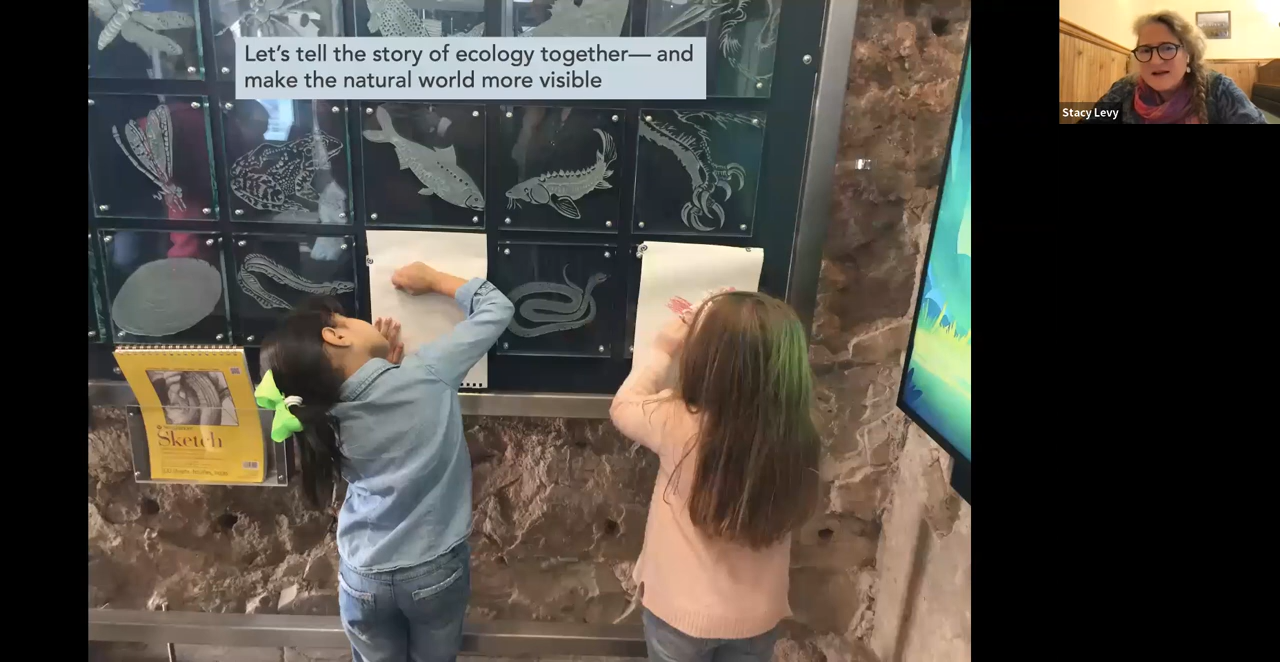 Let's tell the story of ecology together— and
make the natural world more visible
Stacy Levy
Sketch